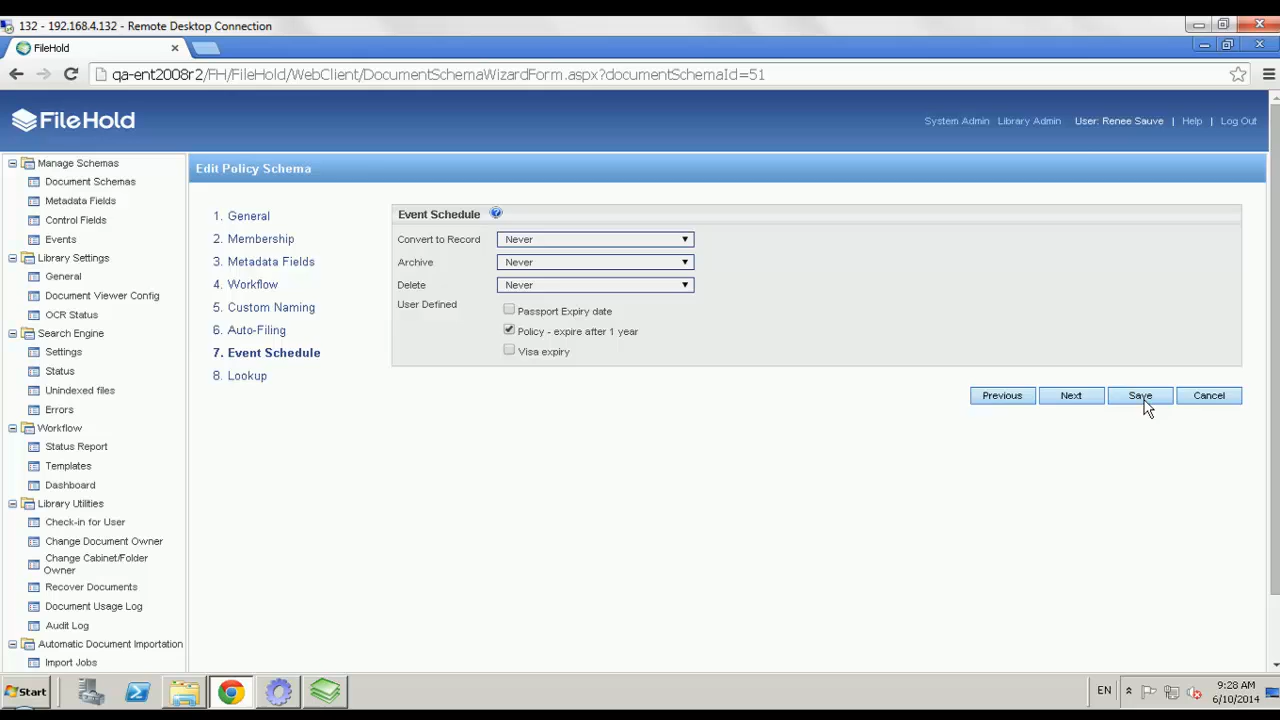 132 - 192.168.4.132 - Remote Desktop Connection
FileHold
qa-ent2008r2/FH/FileHold/WebClient/DocumentSchemaWizardForm.aspx?documentSchemaId=51
FileHold
System Admin Library Admin User: Renee Sauve | Help | Log Out
Manage Schemas
Document Schemas
Metadata Fields
Control Fields
Events
Library Settings
General
Document Viewer Config
OCR Status
Search Engine
Settings
Status
Unindexed files
Errors
Workflow
Status Report
Templates
Dashboard
Library Utilities
Check-in for User
Change Document Owner
Change Cabinet/Folder
Owner
Recover Documents
Document Usage Log
Audit Log
Automatic Document Importation
Import Jobs
Edit Policy Schema
1. General
2. Membership
3. Metadata Fields
4. Workflow
5. Custom Naming
6. Auto-Filing
7. Event Schedule
8. Lookup
Event Schedule
Convert to Record Never
Archive Never
Delete Never
User Defined
Passport Expiry date
Policy - expire after 1 year
Visa expiry
Previous Next Save Cancel
Start
EN
9:28 AM
6/10/2014